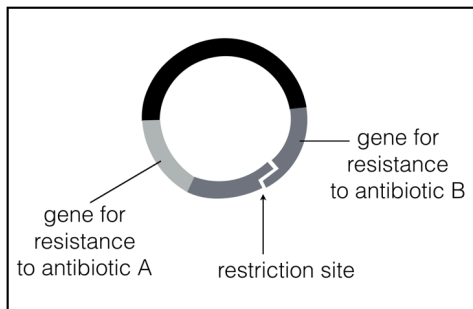 gene for
resistance
to antibiotic B
gene for
resistance
to antibiotic A
restriction site